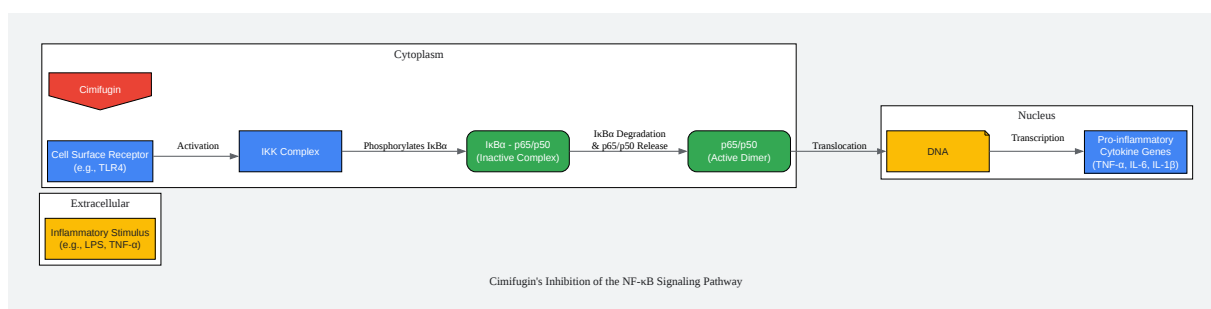 Cytoplasm
Cimifugin
Cell Surface Receptor
(e.g., TLR4)
Activation
IKK Complex
Phosphorylates IκBα
IκBα - p65/p50
(Inactive Complex)
IκBα Degradation
& p65/p50 Release
p65/p50
(Active Dimer)
Translocation
Nucleus
DNA
Transcription
Pro-inflammatory
Cytokine Genes
(TNF-α, IL-6, IL-1β)
Extracellular
Inflammatory Stimulus
(e.g., LPS, TNF-α)
Cimifugin's Inhibition of the NF-κB Signaling Pathway